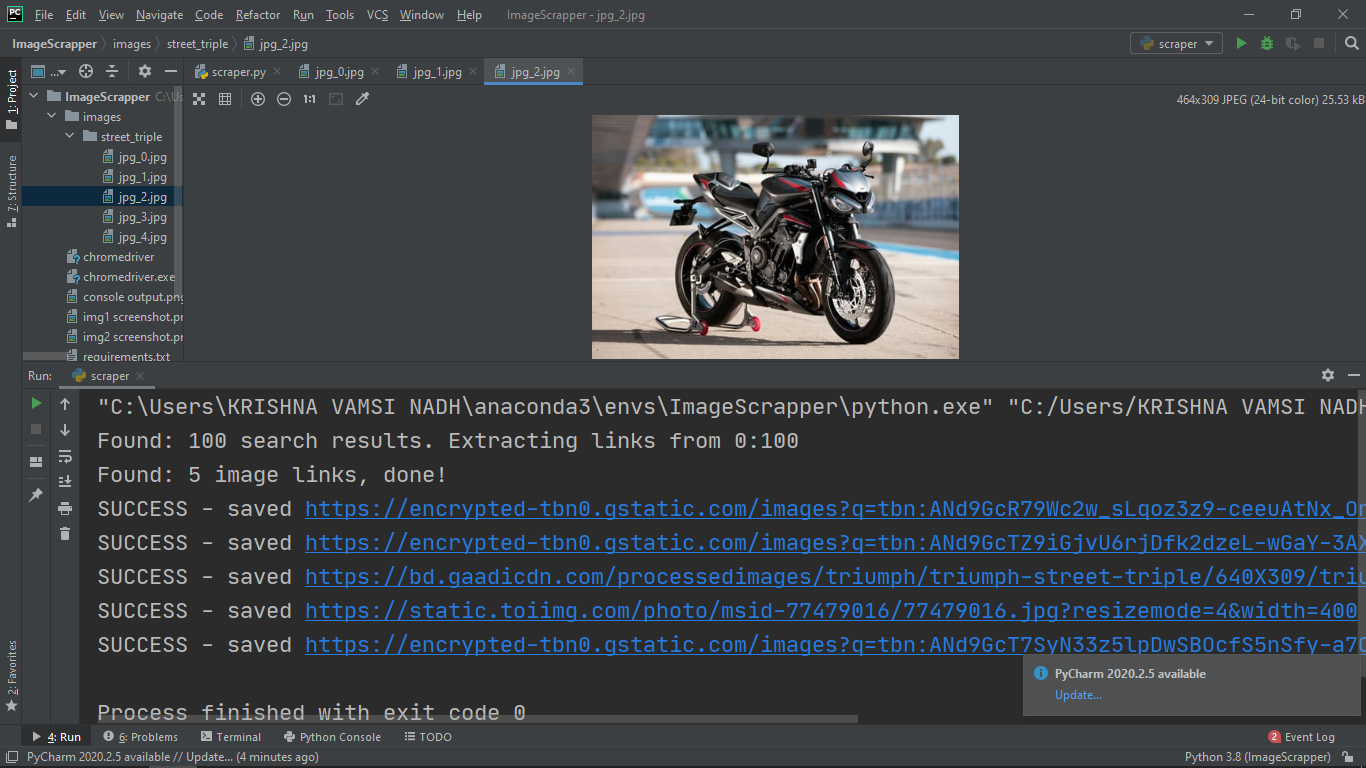 PC File Edit View Navigate Code Refactor Run Tools VCS Window Help ImageScrapper - jpg_2.jpg
ImageScrapper images street_triple jpg_2.jpg scraper
1: Project
... scraper.py jpg_0.jpg jpg_1.jpg jpg_2.jpg
1:1 464x309 JPEG (24-bit color) 25.53 kB
ImageScrapper C:\Us
images
street_triple
jpg_0.jpg
jpg_1.jpg
jpg_2.jpg
jpg_3.jpg
jpg_4.jpg
chromedriver
chromedriver.exe
console output.png
img1 screenshot.pr
img2 screenshot.pr
requirements.txt
7: Structure
Run: scraper
"C:\Users\KRISHNA VAMSI NADH\anaconda3\envs\ImageScrapper\python.exe" "C:/Users/KRISHNA VAMSI NADH
Found: 100 search results. Extracting links from 0:100
Found: 5 image links, done!
SUCCESS - saved https://encrypted-tbn0.gstatic.com/images?q=tbn:ANd9GcR79Wc2w_sLqoz3z9-ceeuAtNx_Or
SUCCESS - saved https://encrypted-tbn0.gstatic.com/images?q=tbn:ANd9GcTZ9iGjvU6rjDfk2dzeL-wGaY-3AX
SUCCESS - saved https://bd.gaadicdn.com/processedimages/triumph/triumph-street-triple/640X309/triu
SUCCESS - saved https://static.toiimg.com/photo/msid-77479016/77479016.jpg?resizemode=4&width=400
SUCCESS - saved https://encrypted-tbn0.gstatic.com/images?q=tbn:ANd9GcT7SyN33z5lpDwSBOcfS5nSfy-a7
Process finished with exit code 0
2: Favorites
PyCharm 2020.2.5 available
Update...
4: Run 6: Problems Terminal Python Console TODO 2 Event Log
PyCharm 2020.2.5 available // Update... (4 minutes ago) Python 3.8 (ImageScrapper)